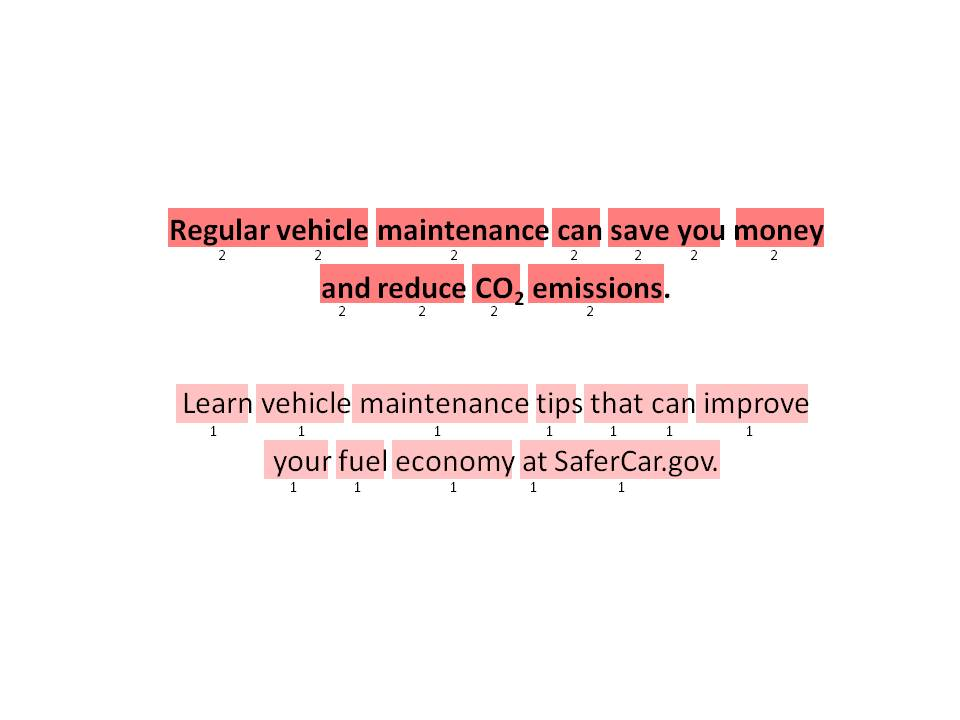 Regular vehicle maintenance can save you money
2 2 2 2 2 2 2
and reduce CO₂ emissions.
2 2 2 2
Learn vehicle maintenance tips that can improve
1 1 1 1 1 1 1
your fuel economy at SaferCar.gov.
1 1 1 1 1